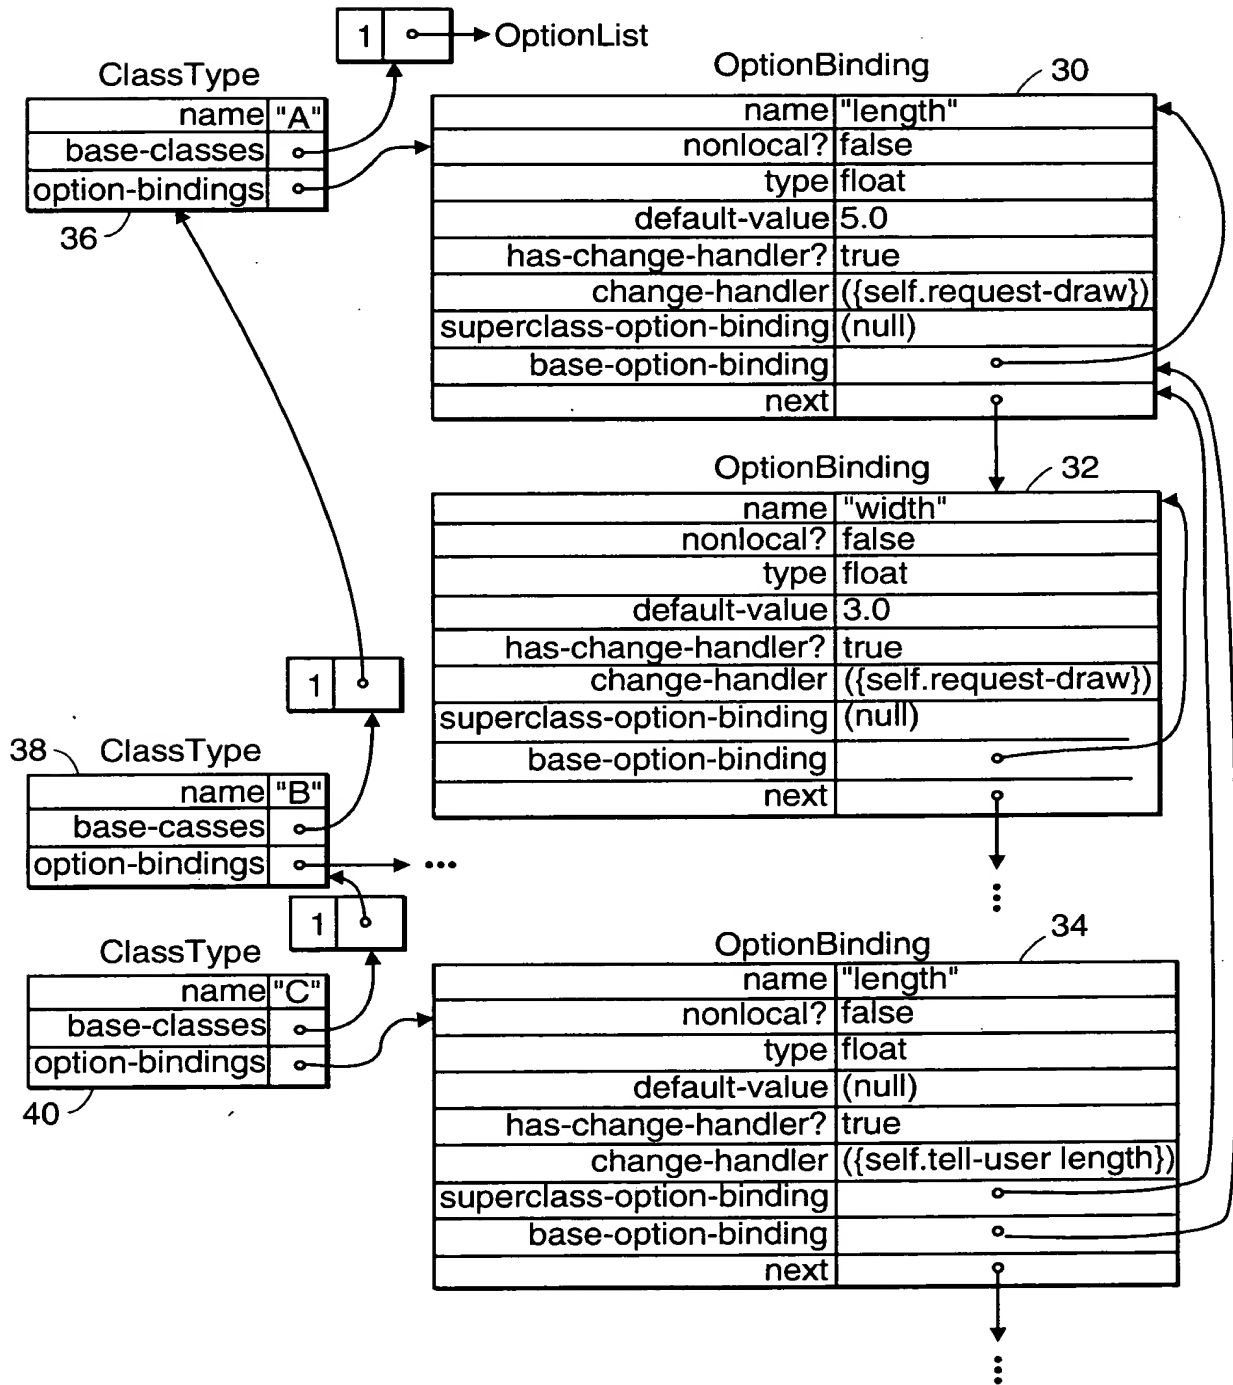 1 OptionList
ClassType
name "A"
base-classes
option-bindings
36
OptionBinding
30
name "length"
nonlocal? false
type float
default-value 5.0
has-change-handler? true
change-handler ({self.request-draw})
superclass-option-binding (null)
base-option-binding
next
OptionBinding
32
name "width"
nonlocal? false
type float
default-value 3.0
has-change-handler? true
change-handler ({self.request-draw})
superclass-option-binding (null)
base-option-binding
next
1
38
ClassType
name "B"
base-casses
option-bindings
1
ClassType
name "C"
base-classes
option-bindings
40
OptionBinding
34
name "length"
nonlocal? false
type float
default-value (null)
has-change-handler? true
change-handler ({self.tell-user length})
superclass-option-binding
base-option-binding
next